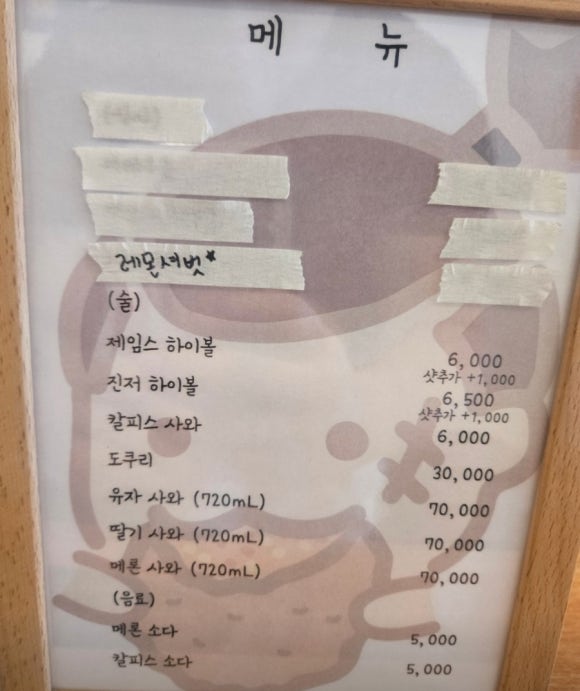 메 뉴
레몬셔벗*
(술)
제임스 하이볼 6,000
샷추가 +1,000
진저 하이볼 6,500
샷추가 +1,000
칼피스 사와 6,000
도쿠리 30,000
유자 사와 (720mL) 70,000
딸기 사와 (720mL) 70,000
메론 사와 (720mL) 70,000
(음료)
메론 소다 5,000
칼피스 소다 5,000